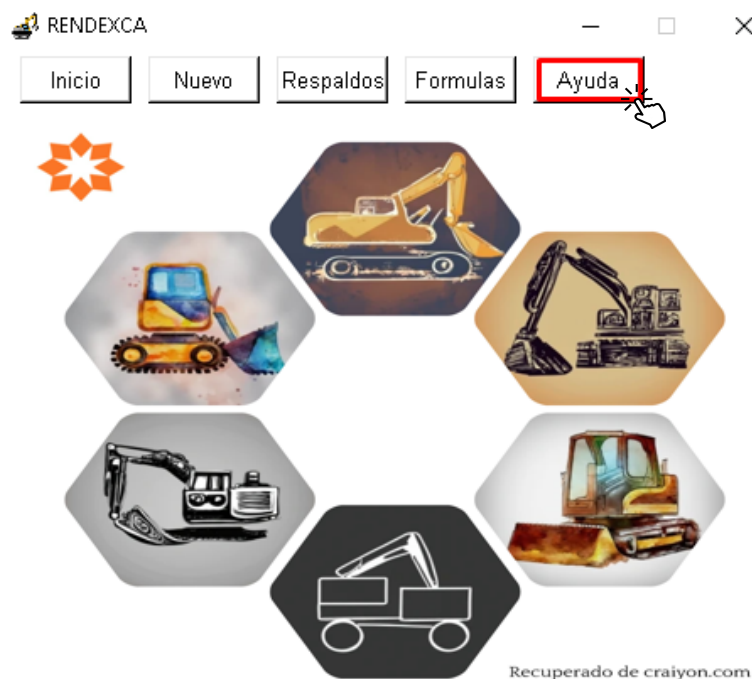 RENDEXCA
Inicio Nuevo Respaldos Formulas Ayuda
Recuperado de craiyon.com